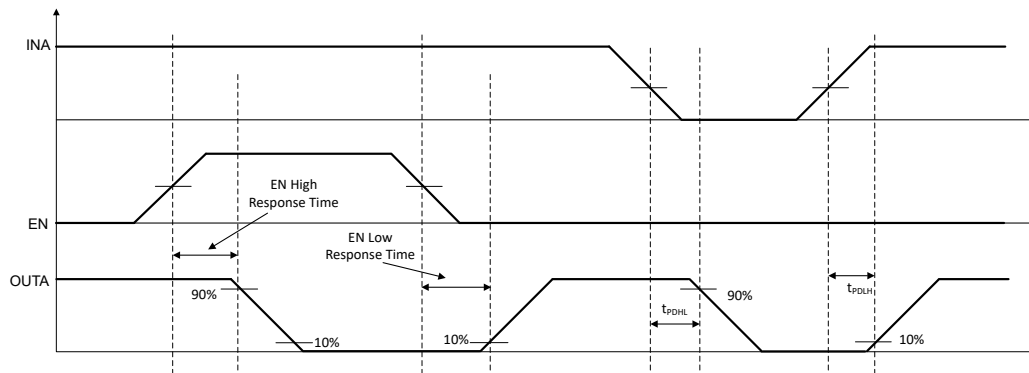 INA
EN High
Response Time
EN
EN Low
Response Time
OUTA
90%
10%
10%
tPDHL
90%
tPDLH
10%